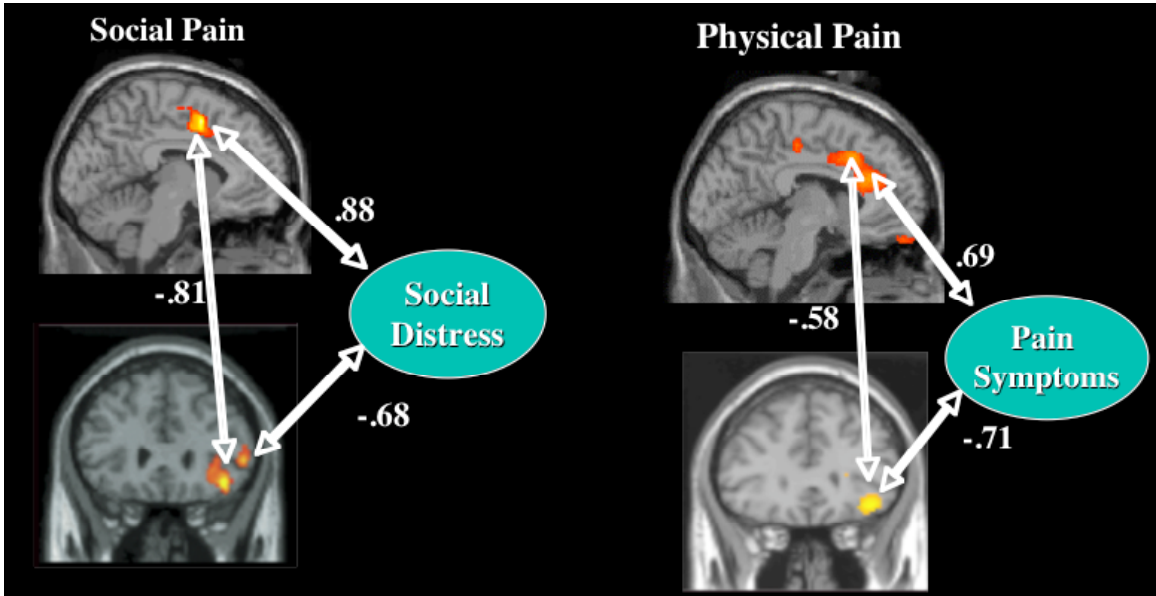 Social Pain
.88
-.81
Social
Distress
-.68
Physical Pain
.69
-.58
Pain
Symptoms
-.71